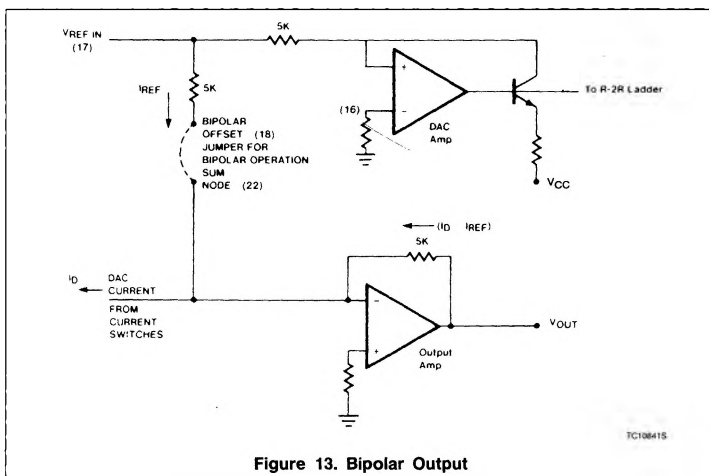 VREF IN
(17)
5K
IREF
5K
BIPOLAR
OFFSET (18)
JUMPER FOR
BIPOLAR OPERATION
SUM
NODE (22)
(16)
+
−
DAC
Amp
To R-2R Ladder
VCC
(ID IREF)
5K
ID
DAC
CURRENT
FROM
CURRENT
SWITCHES
−
+
Output
Amp
VOUT
TC10841S
Figure 13. Bipolar Output